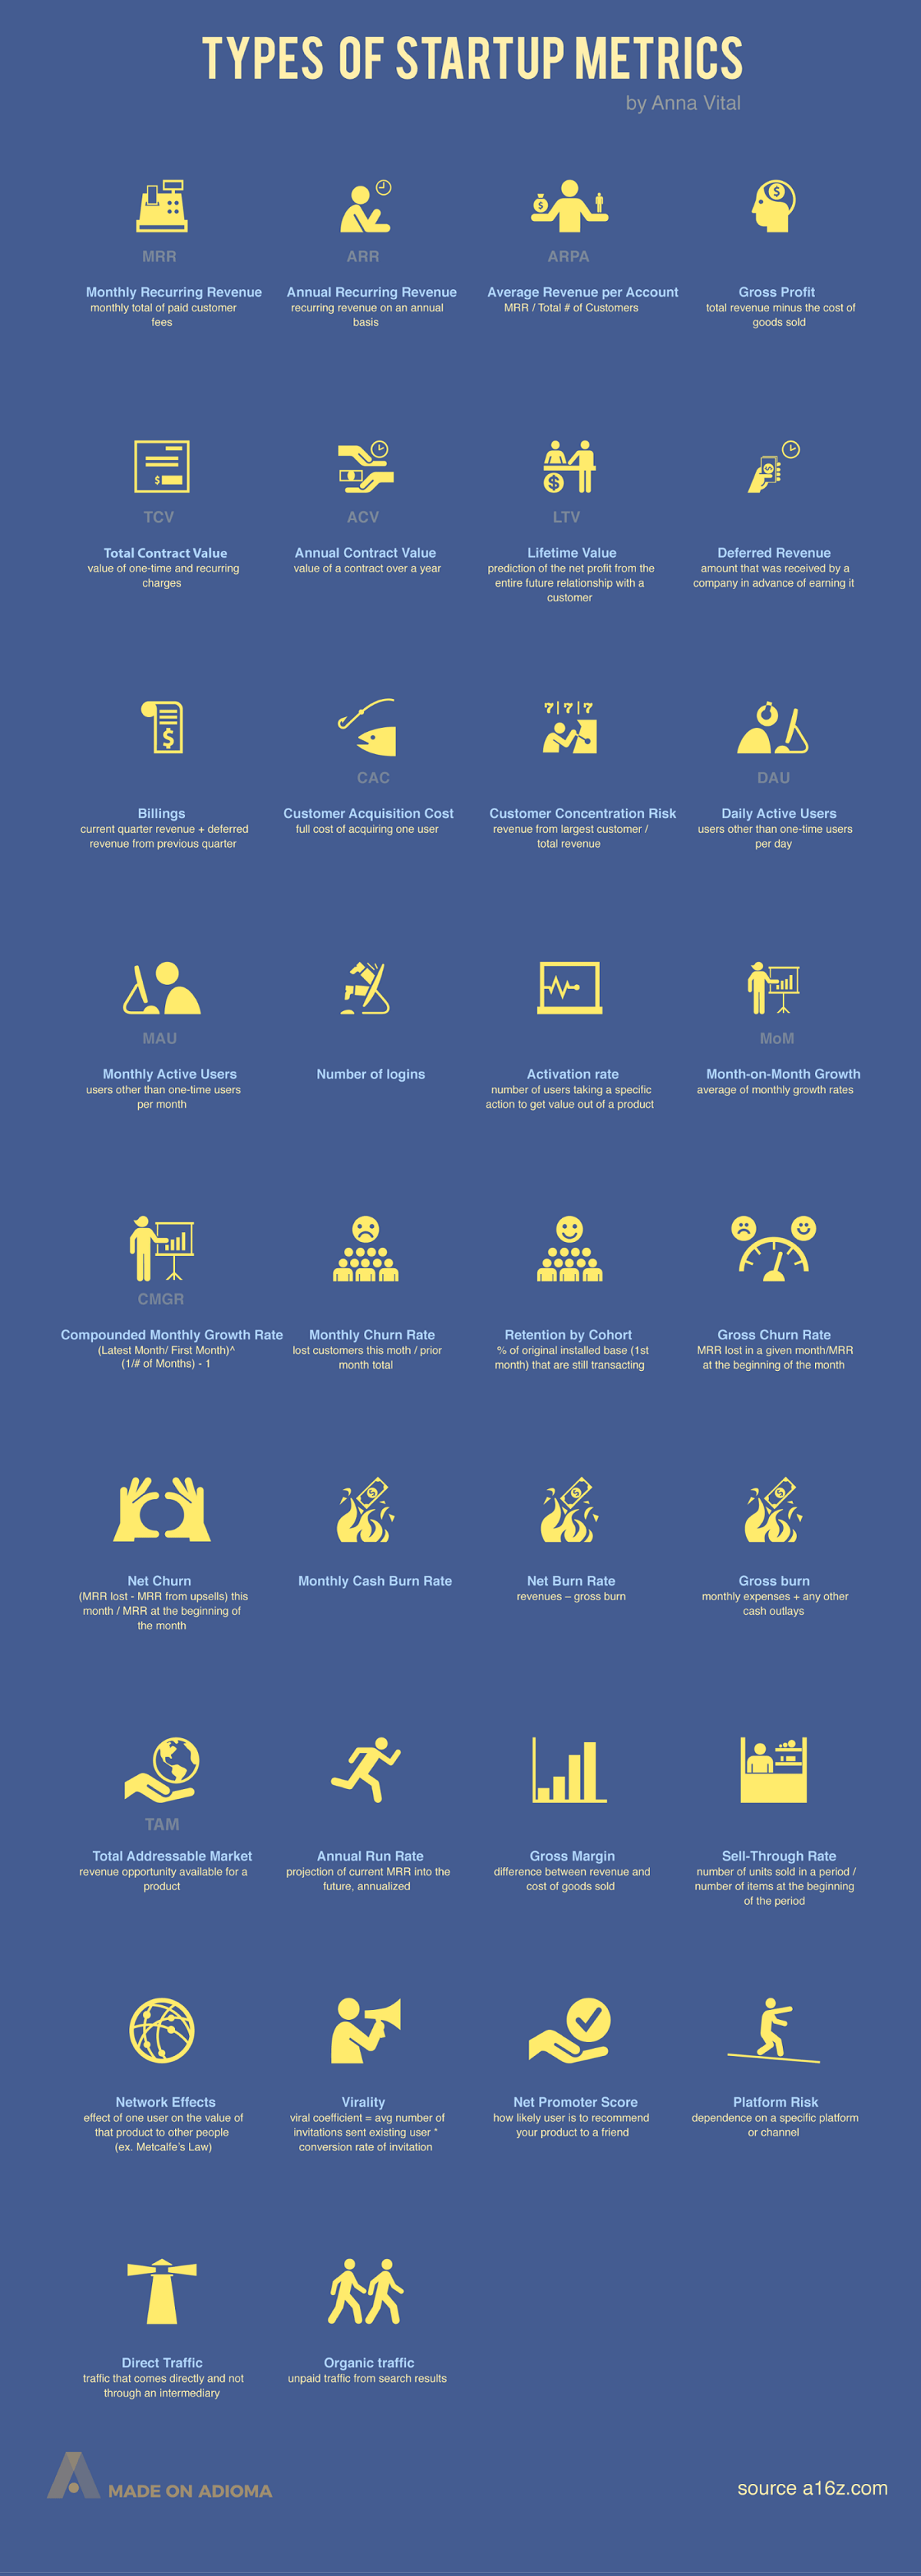 TYPES OF STARTUP METRICS
by Anna Vital
MRR
Monthly Recurring Revenue
monthly total of paid customer
fees
ARR
Annual Recurring Revenue
recurring revenue on an annual
basis
ARPA
Average Revenue per Account
MRR / Total # of Customers
$
Gross Profit
total revenue minus the cost of
goods sold
$
TCV
Total Contract Value
value of one-time and recurring
charges
$
ACV
Annual Contract Value
value of a contract over a year
LTV
Lifetime Value
prediction of the net profit from the
entire future relationship with a
customer
$
Deferred Revenue
amount that was received by a
company in advance of earning it
$
Billings
current quarter revenue + deferred
revenue from previous quarter
CAC
Customer Acquisition Cost
full cost of acquiring one user
7|7|7
Customer Concentration Risk
revenue from largest customer /
total revenue
DAU
Daily Active Users
users other than one-time users
per day
MAU
Monthly Active Users
users other than one-time users
per month
Number of logins
Activation rate
number of users taking a specific
action to get value out of a product
MoM
Month-on-Month Growth
average of monthly growth rates
CMGR
Compounded Monthly Growth Rate
(Latest Month/ First Month)^
(1/# of Months) - 1
Monthly Churn Rate
lost customers this moth / prior
month total
Retention by Cohort
% of original installed base (1st
month) that are still transacting
Gross Churn Rate
MRR lost in a given month/MRR
at the beginning of the month
Net Churn
(MRR lost - MRR from upsells) this
month / MRR at the beginning of
the month
$
Monthly Cash Burn Rate
$
Net Burn Rate
revenues – gross burn
$
Gross burn
monthly expenses + any other
cash outlays
TAM
Total Addressable Market
revenue opportunity available for a
product
Annual Run Rate
projection of current MRR into the
future, annualized
Gross Margin
difference between revenue and
cost of goods sold
Sell-Through Rate
number of units sold in a period /
number of items at the beginning
of the period
Network Effects
effect of one user on the value of
that product to other people
(ex. Metcalfe's Law)
Virality
viral coefficient = avg number of
invitations sent existing user *
conversion rate of invitation
Net Promoter Score
how likely user is to recommend
your product to a friend
Platform Risk
dependence on a specific platform
or channel
Direct Traffic
traffic that comes directly and not
through an intermediary
Organic traffic
unpaid traffic from search results
MADE ON ADIOMA
source a16z.com